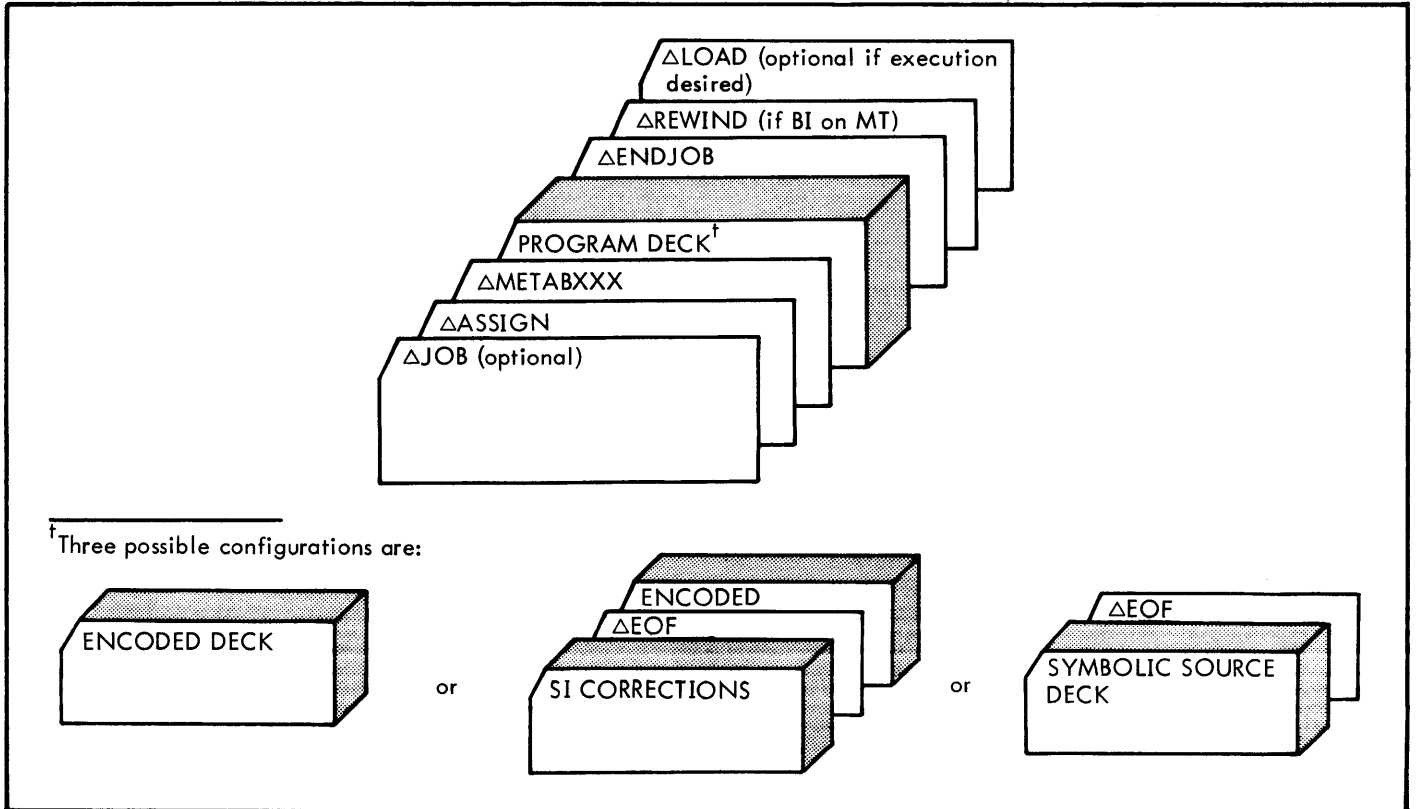 △LOAD (optional if execution
desired)
△REWIND (if BI on MT)
△ENDJOB
PROGRAM DECK†
△METABXXX
△ASSIGN
△JOB (optional)
†Three possible configurations are:
ENCODED DECK
or
ENCODED
△EOF
SI CORRECTIONS
or
△EOF
SYMBOLIC SOURCE
DECK